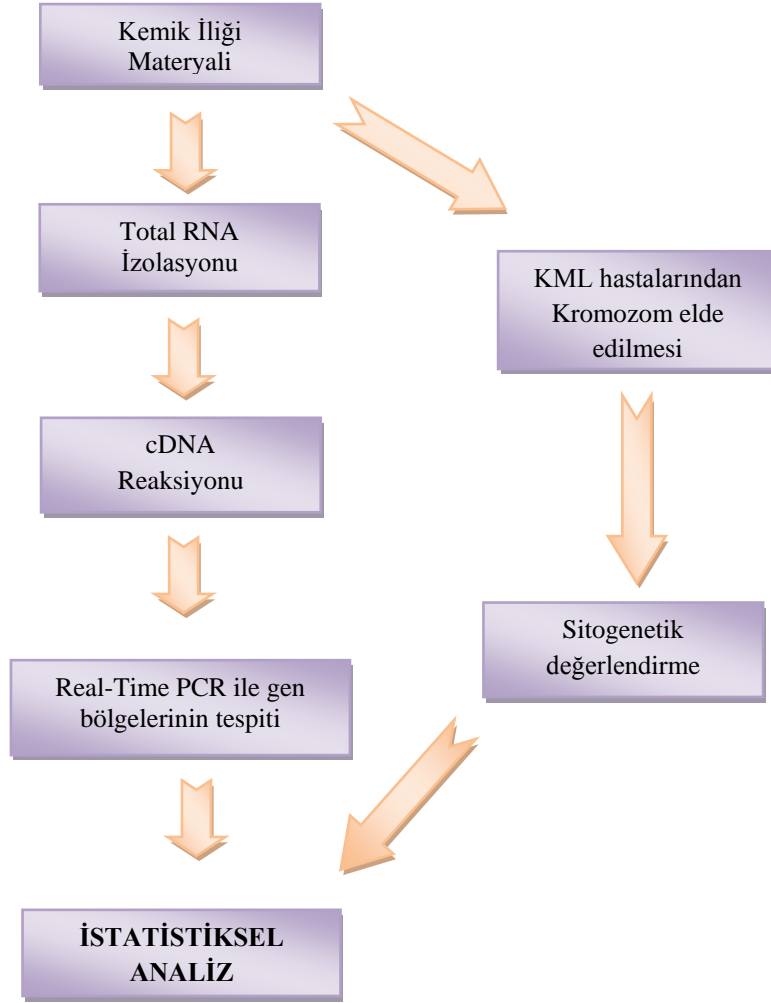 Kemik İliği
Materyali
Total RNA
İzolasyonu
KML hastalarından
Kromozom elde
edilmesi
cDNA
Reaksiyonu
Sitogenetik
değerlendirme
Real-Time PCR ile gen
bölgelerinin tespiti
İSTATİSTİKSEL
ANALİZ